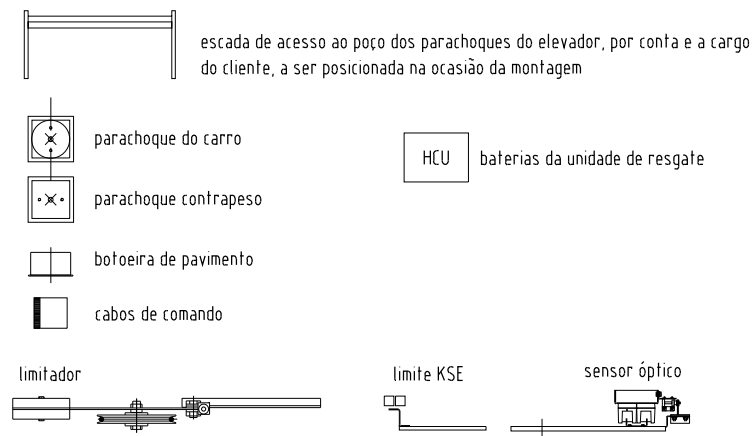 escada de acesso ao poço dos parachoques do elevador, por conta e a cargo
do cliente, a ser posicionada na ocasião da montagem
parachoque do carro
HCU
baterias da unidade de resgate
parachoque contrapeso
botoeira de pavimento
cabos de comando
limitador
limite KSE
sensor óptico